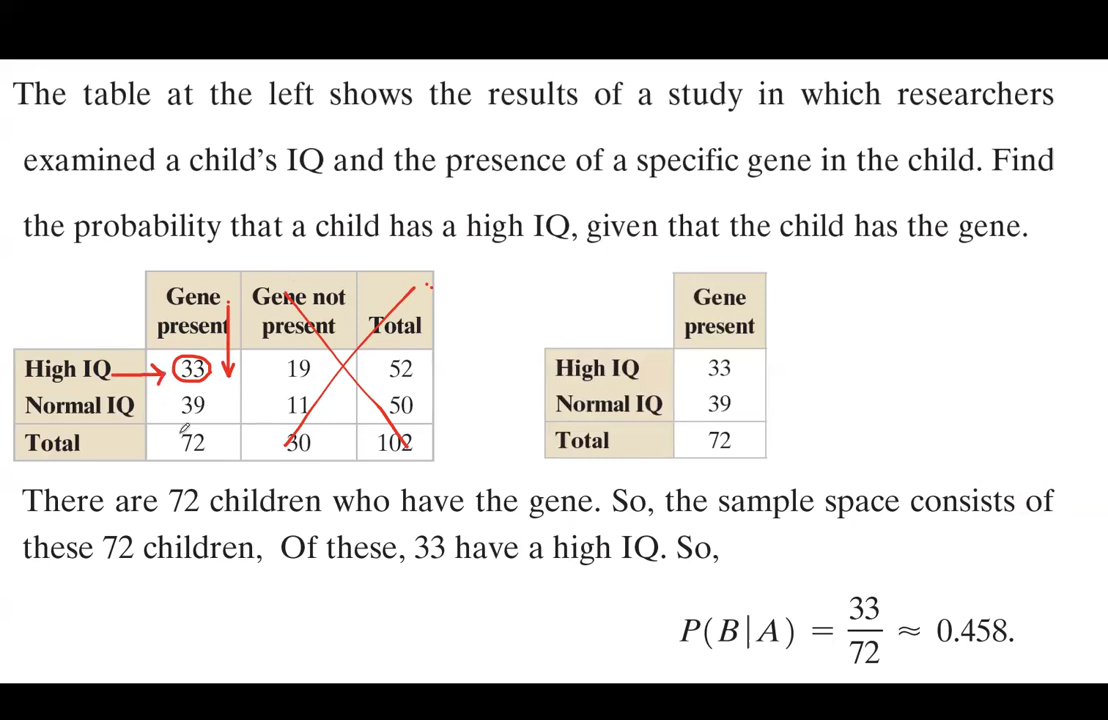 The table at the left shows the results of a study in which researchers
examined a child’s IQ and the presence of a specific gene in the child. Find
the probability that a child has a high IQ, given that the child has the gene.
Gene present Gene not present Total
High IQ 33 19 52
Normal IQ 39 11 50
Total 72 30 102
Gene present
High IQ 33
Normal IQ 39
Total 72
There are 72 children who have the gene. So, the sample space consists of
these 72 children, Of these, 33 have a high IQ. So,
P(B|A) = 33/72 ≈ 0.458.